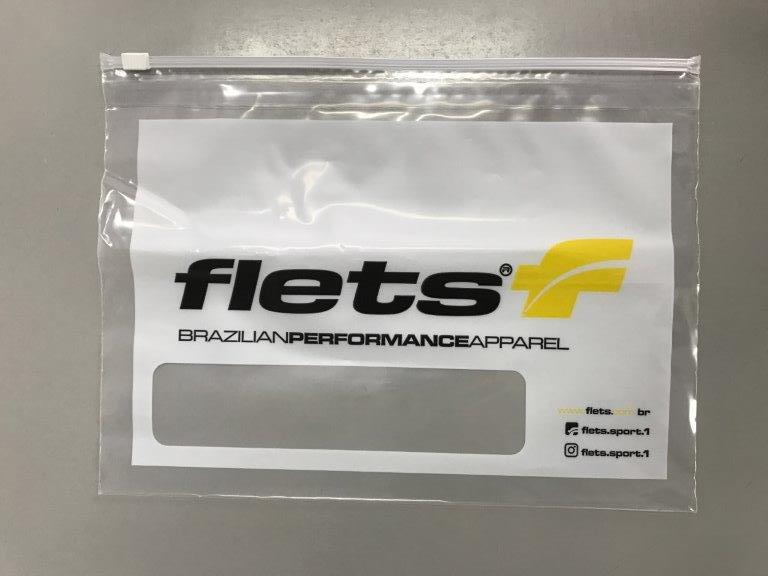 flets®
BRAZILIANPERFORMANCEAPPAREL
www.flets.com.br
flets.sport.1
flets.sport.1